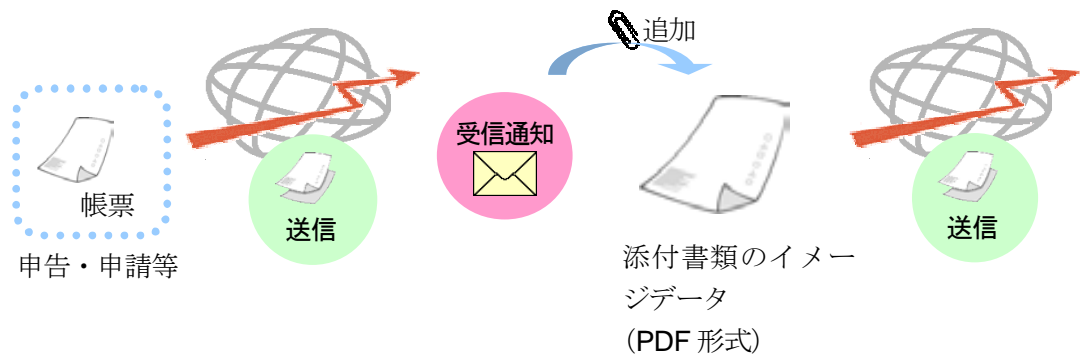 帳票
申告・申請等
送信
受信通知
追加
添付書類のイメー
ジデータ
（PDF 形式）
送信